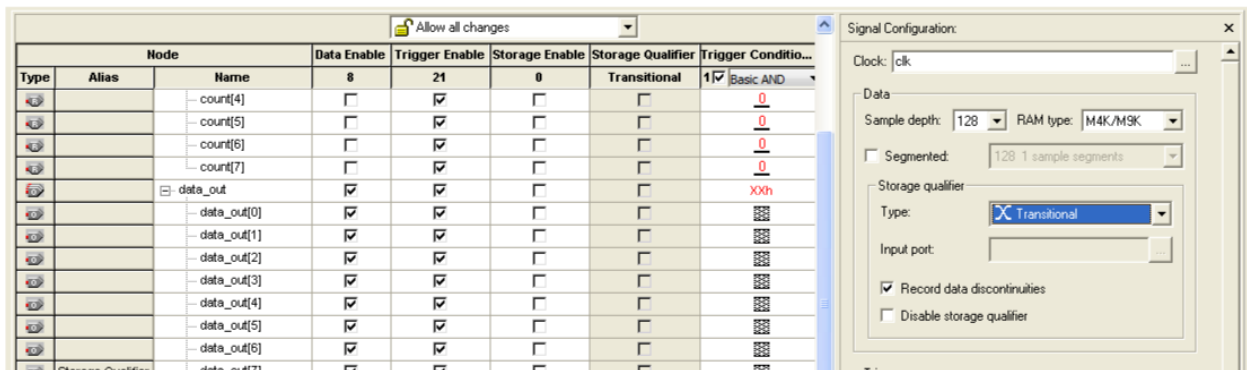 Allow all changes
Node Data Enable Trigger Enable Storage Enable Storage Qualifier Trigger Conditio...
Type Alias Name 8 21 0 Transitional 1 Basic AND
count[4] 0
count[5] 0
count[6] 0
count[7] 0
data_out XXh
data_out[0]
data_out[1]
data_out[2]
data_out[3]
data_out[4]
data_out[5]
data_out[6]
Storage Qualifier data_out[7]
Signal Configuration: x
Clock: clk ...
Data
Sample depth: 128 RAM type: M4K/M9K
Segmented: 128 1 sample segments
Storage qualifier
Type: Transitional
Input port: ...
Record data discontinuities
Disable storage qualifier